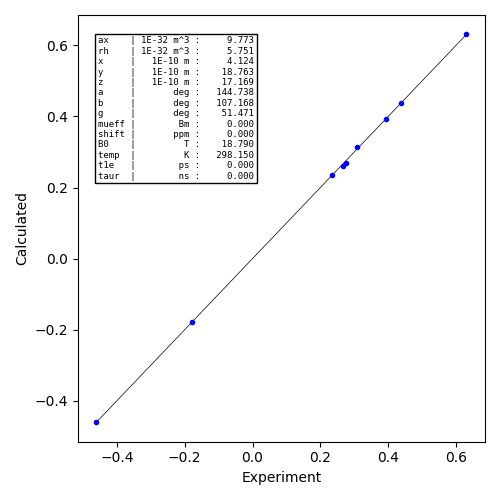 ax | 1E-32 m^3 : 9.773
rh | 1E-32 m^3 : 5.751
x | 1E-10 m : 4.124
y | 1E-10 m : 18.763
z | 1E-10 m : 17.169
a | deg : 144.738
b | deg : 107.168
g | deg : 51.471
mueff | Bm : 0.000
shift | ppm : 0.000
B0 | T : 18.790
temp | K : 298.150
t1e | ps : 0.000
taur | ns : 0.000
Calculated
0.6
0.4
0.2
0.0
−0.2
−0.4
−0.4 −0.2 0.0 0.2 0.4 0.6
Experiment